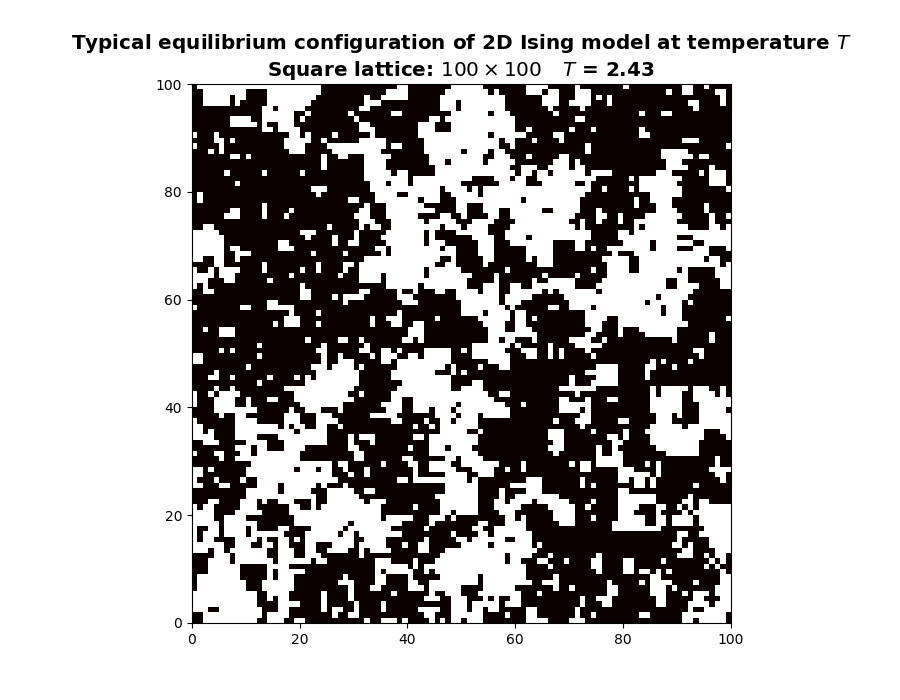 Typical equilibrium configuration of 2D Ising model at temperature T
Square lattice: 100 × 100 T = 2.43
100
80
60
40
20
0
0 20 40 60 80 100